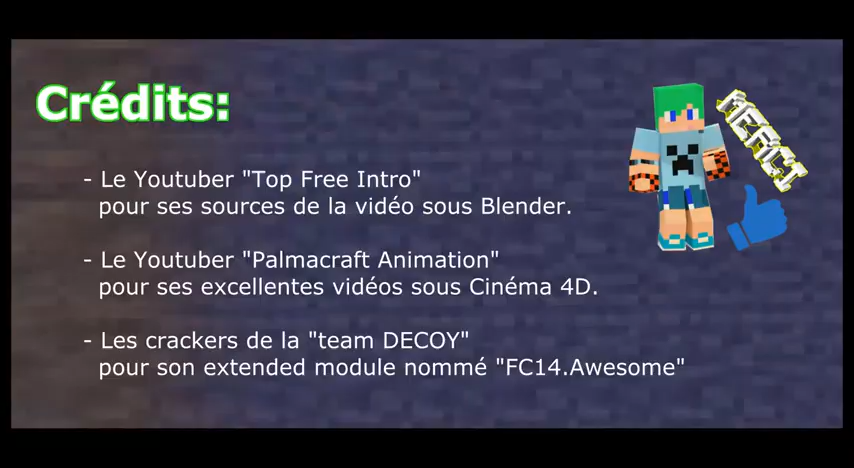 Crédits:
MERCI
- Le Youtuber "Top Free Intro"
pour ses sources de la vidéo sous Blender.
- Le Youtuber "Palmacraft Animation"
pour ses excellentes vidéos sous Cinéma 4D.
- Les crackers de la "team DECOY"
pour son extended module nommé "FC14.Awesome"